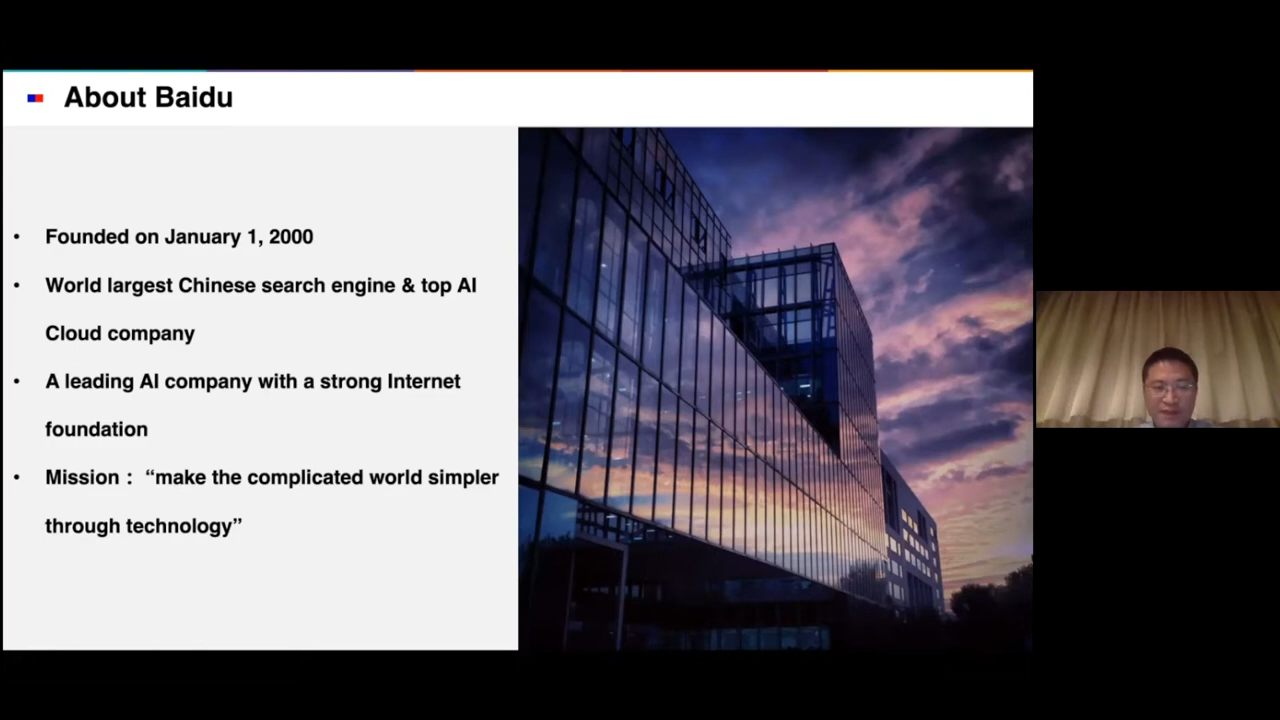 About Baidu
• Founded on January 1, 2000
• World largest Chinese search engine & top AI
Cloud company
• A leading AI company with a strong Internet
foundation
• Mission： “make the complicated world simpler
through technology”